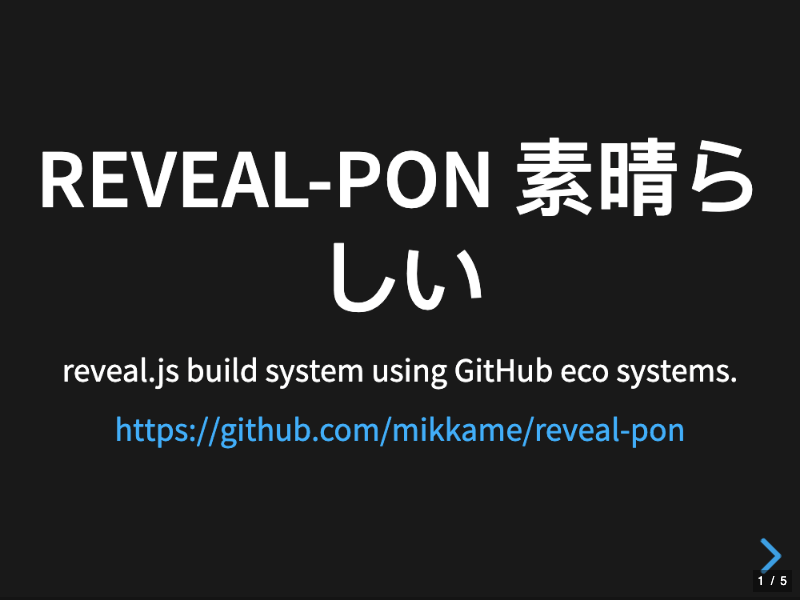 REVEAL-PON 素晴ら
しい
reveal.js build system using GitHub eco systems.
https://github.com/mikkame/reveal-pon
1 / 5